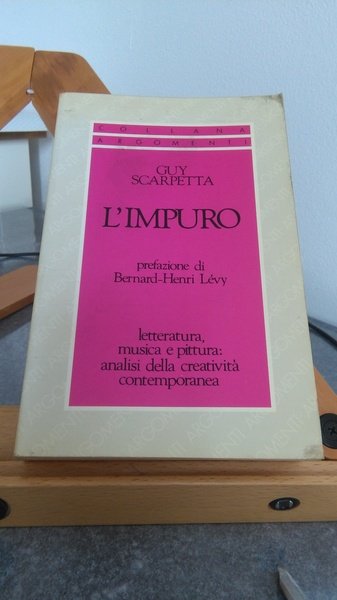 COLLANA
ARGOMENTI
GUY
SCARPETTA
L'IMPURO
prefazione di
Bernard-Henri Lévy
letteratura,
musica e pittura:
analisi della creatività
contemporanea